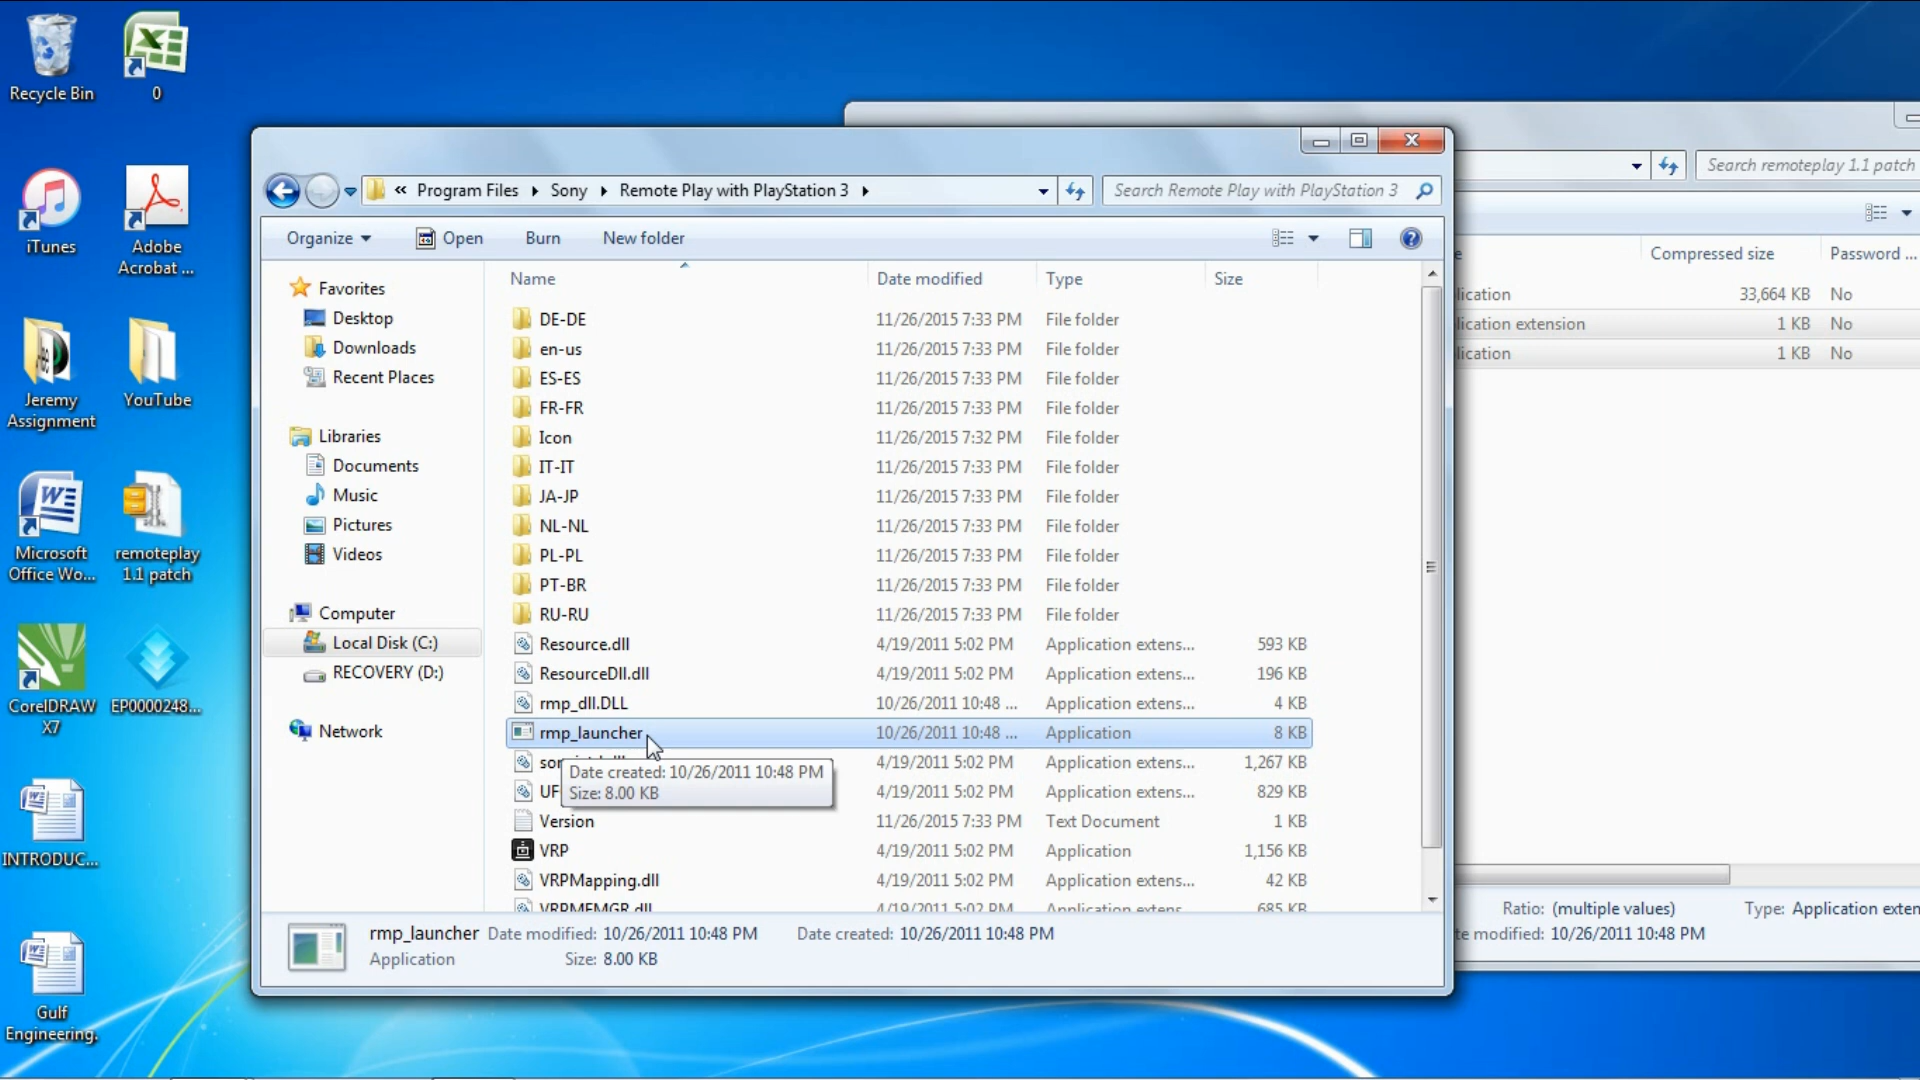 Recycle Bin
0
iTunes
Adobe
Acrobat ...
Jeremy
Assignment
YouTube
Microsoft
Office Wo...
remoteplay
1.1 patch
CorelDRAW
X7
EP0000248...
INTRODUC...
Gulf
Engineering.
« Program Files Sony Remote Play with PlayStation 3
Search Remote Play with PlayStation 3
Organize Open Burn New folder
Favorites
Desktop
Downloads
Recent Places
Libraries
Documents
Music
Pictures
Videos
Computer
Local Disk (C:)
RECOVERY (D:)
Network
Name Date modified Type Size
DE-DE 11/26/2015 7:33 PM File folder
en-us 11/26/2015 7:33 PM File folder
ES-ES 11/26/2015 7:33 PM File folder
FR-FR 11/26/2015 7:33 PM File folder
Icon 11/26/2015 7:32 PM File folder
IT-IT 11/26/2015 7:33 PM File folder
JA-JP 11/26/2015 7:33 PM File folder
NL-NL 11/26/2015 7:33 PM File folder
PL-PL 11/26/2015 7:33 PM File folder
PT-BR 11/26/2015 7:33 PM File folder
RU-RU 11/26/2015 7:33 PM File folder
Resource.dll 4/19/2011 5:02 PM Application extens... 593 KB
ResourceDll.dll 4/19/2011 5:02 PM Application extens... 196 KB
rmp_dll.DLL 10/26/2011 10:48 ... Application extens... 4 KB
rmp_launcher 10/26/2011 10:48 ... Application 8 KB
4/19/2011 5:02 PM Application extens... 1,267 KB
4/19/2011 5:02 PM Application extens... 829 KB
Date created: 10/26/2011 10:48 PM
Size: 8.00 KB
Version 11/26/2015 7:33 PM Text Document 1 KB
VRP 4/19/2011 5:02 PM Application 1,156 KB
VRPMapping.dll 4/19/2011 5:02 PM Application extens... 42 KB
VRPMEMGR.dll 4/19/2011 5:02 PM Application extens... 685 KB
rmp_launcher Date modified: 10/26/2011 10:48 PM Date created: 10/26/2011 10:48 PM
Application Size: 8.00 KB
Search remoteplay 1.1 patch
Compressed size Password ...
lication 33,664 KB No
lication extension 1 KB No
lication 1 KB No
Ratio: (multiple values) Type: Application exten
te modified: 10/26/2011 10:48 PM